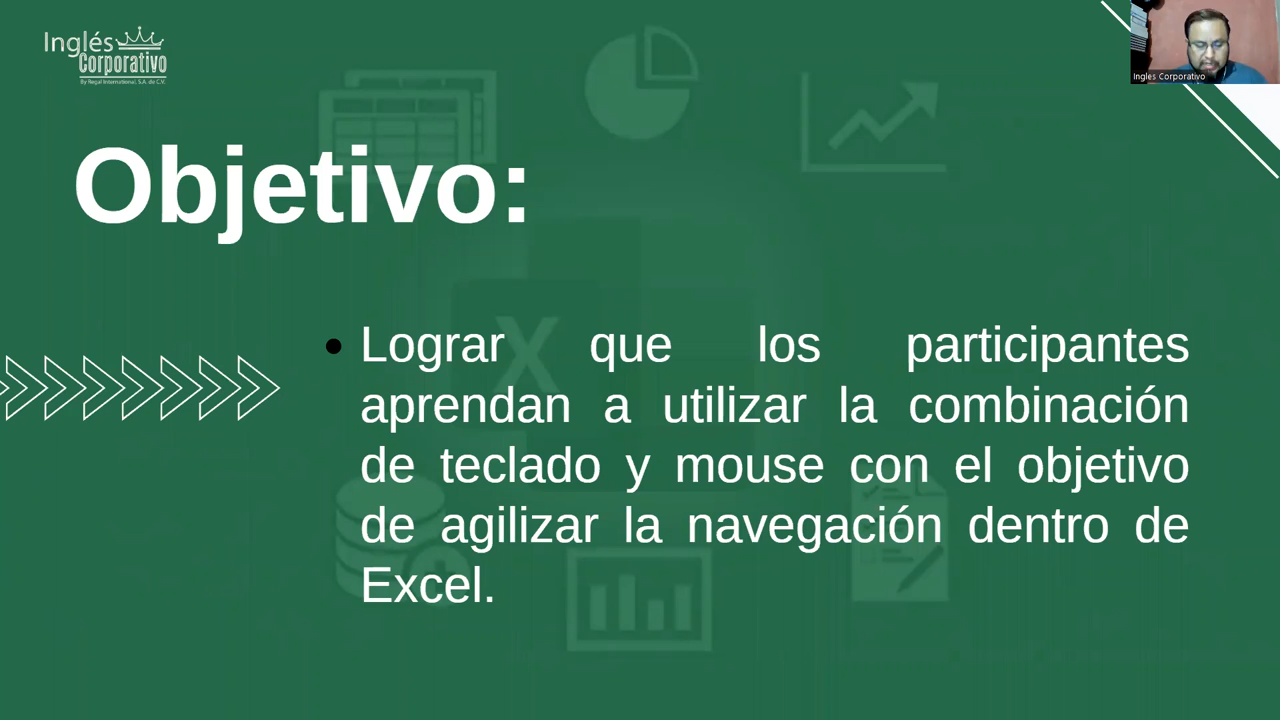 Inglés
Corporativo
By Regal International, S.A. de C.V.
Ingles Corporativo
Objetivo:
Lograr que los participantes
aprendan a utilizar la combinación
de teclado y mouse con el objetivo
de agilizar la navegación dentro de
Excel.
X